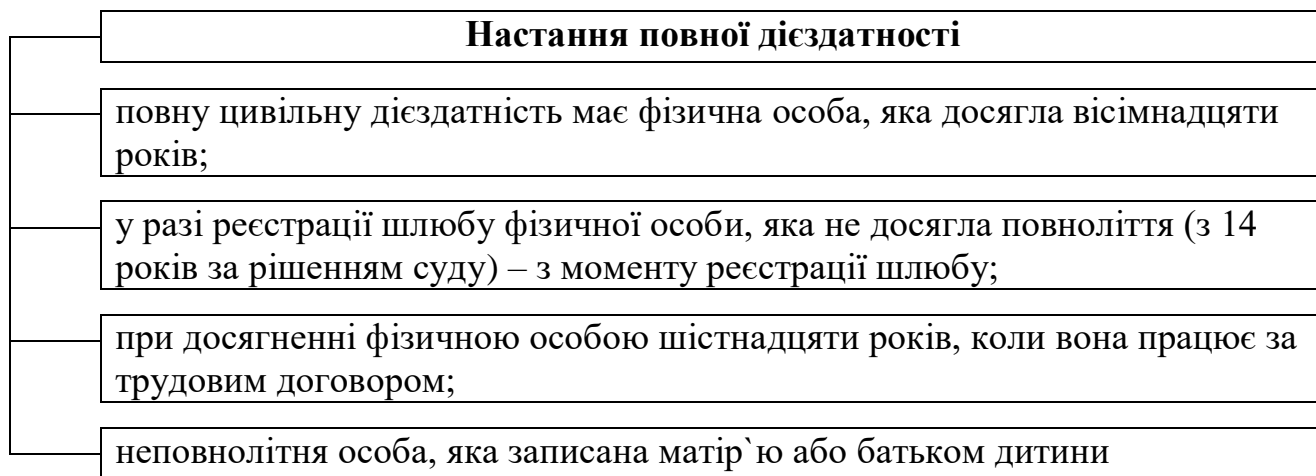 Настання повної дієздатності
повну цивільну дієздатність має фізична особа, яка досягла вісімнадцяти
років;
у разі реєстрації шлюбу фізичної особи, яка не досягла повноліття (з 14
років за рішенням суду) – з моменту реєстрації шлюбу;
при досягненні фізичною особою шістнадцяти років, коли вона працює за
трудовим договором;
неповнолітня особа, яка записана матір`ю або батьком дитини